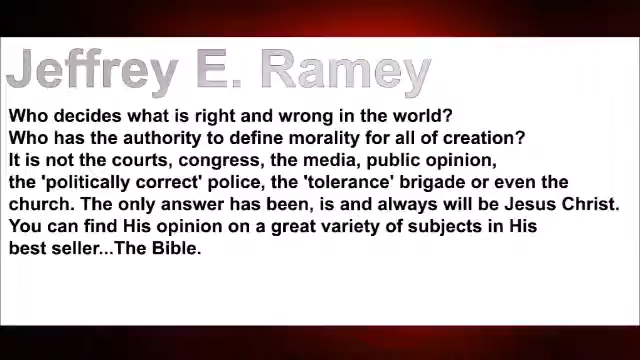 Jeffrey E. Ramey
Who decides what is right and wrong in the world?
Who has the authority to define morality for all of creation?
It is not the courts, congress, the media, public opinion,
the 'politically correct' police, the 'tolerance' brigade or even the
church. The only answer has been, is and always will be Jesus Christ.
You can find His opinion on a great variety of subjects in His
best seller...The Bible.